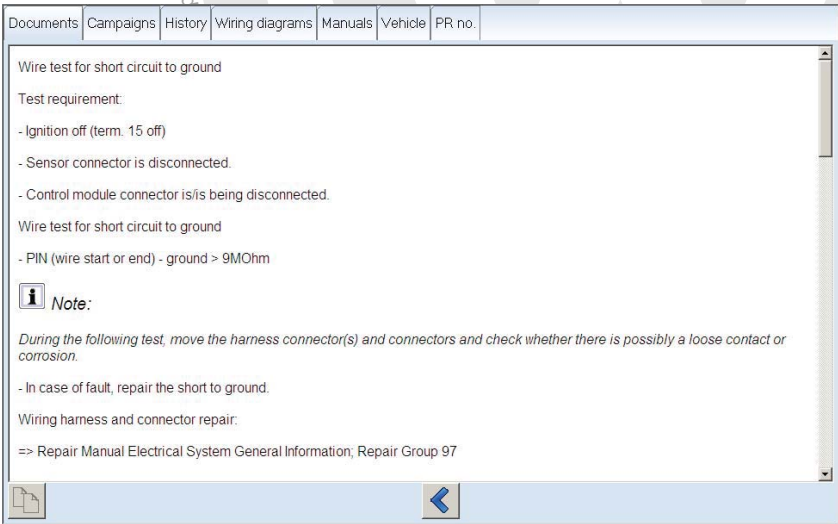 Documents Campaigns History Wiring diagrams Manuals Vehicle PR no.
Wire test for short circuit to ground
Test requirement:
- Ignition off (term. 15 off)
- Sensor connector is disconnected.
- Control module connector is/is being disconnected.
Wire test for short circuit to ground
- PIN (wire start or end) - ground > 9MOhm
i Note:
During the following test, move the harness connector(s) and connectors and check whether there is possibly a loose contact or
corrosion.
- In case of fault, repair the short to ground.
Wiring harness and connector repair:
=> Repair Manual Electrical System General Information; Repair Group 97